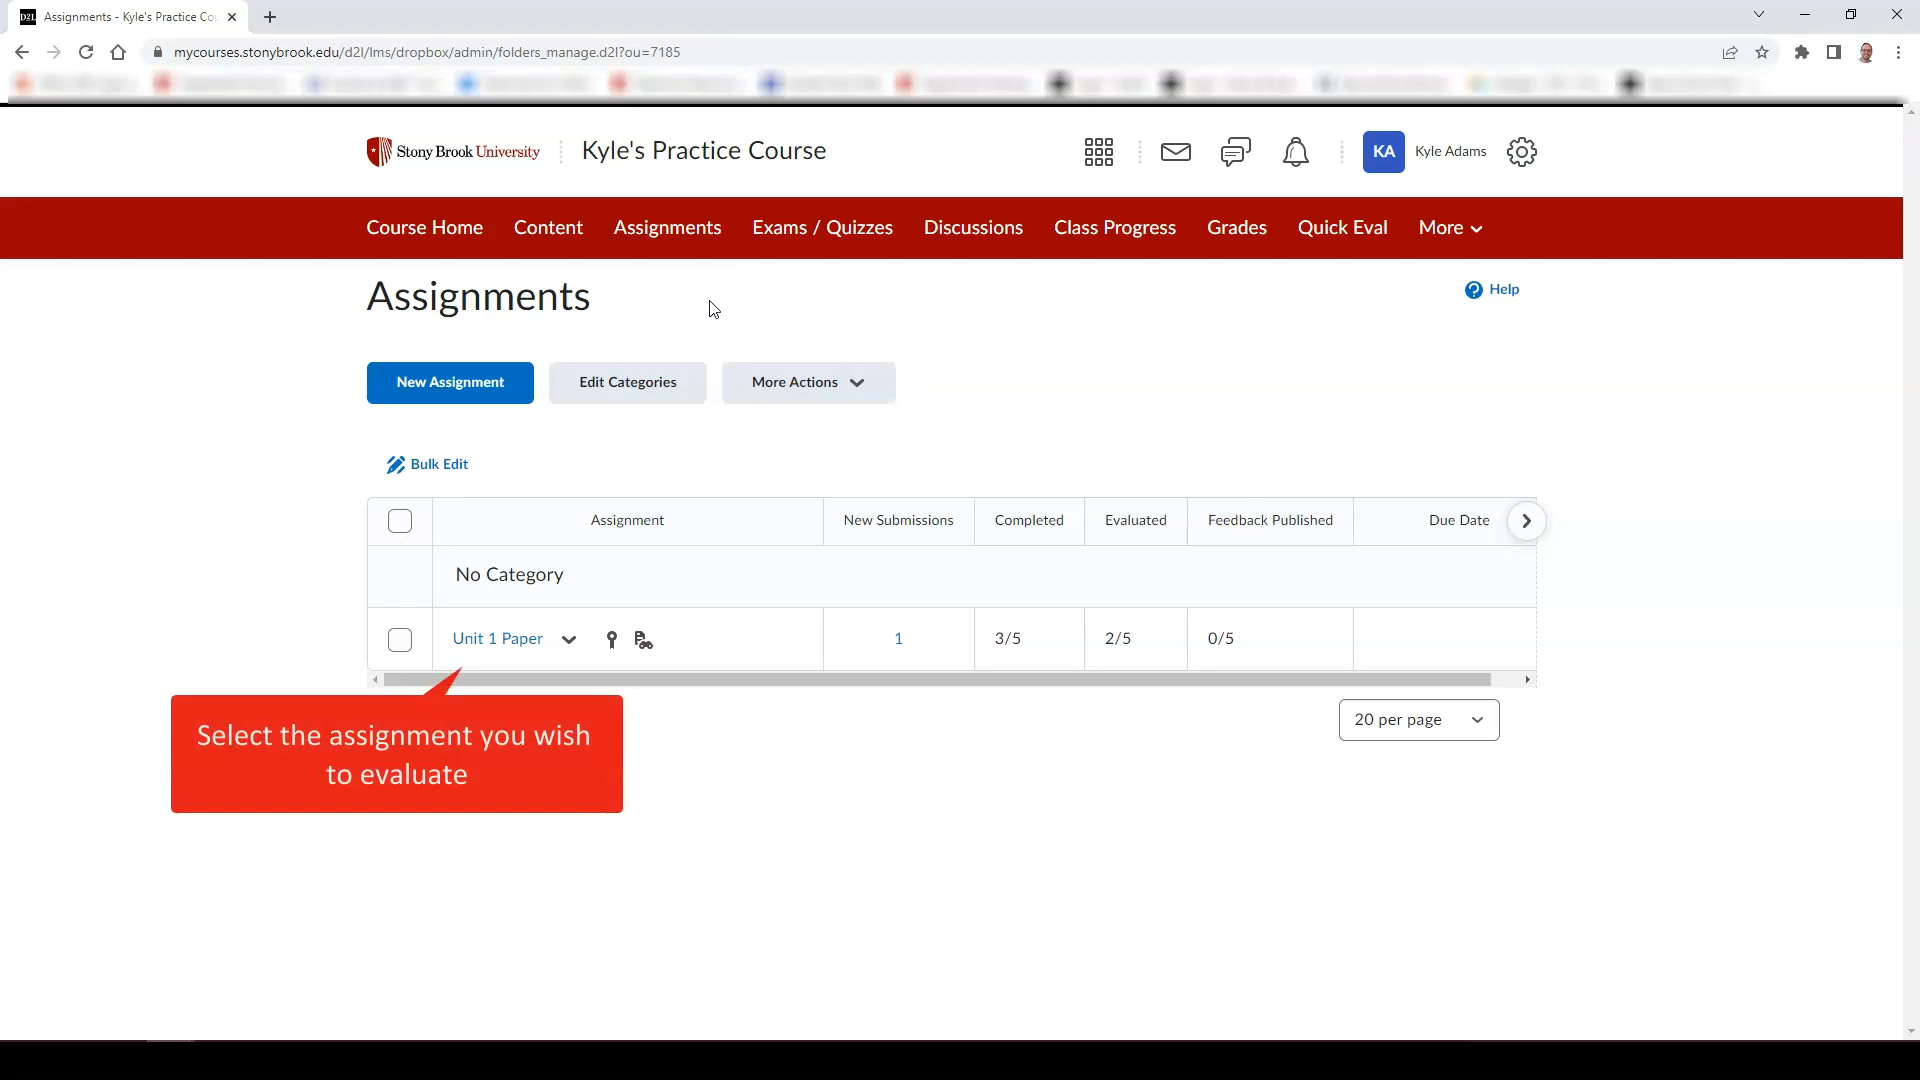 D2L Assignments - Kyle's Practice Co
mycourses.stonybrook.edu/d2l/lms/dropbox/admin/folders_manage.d2l?ou=7185
Stony Brook University
Kyle's Practice Course
KA
Kyle Adams
Course Home
Content
Assignments
Exams / Quizzes
Discussions
Class Progress
Grades
Quick Eval
More
Assignments
Help
New Assignment
Edit Categories
More Actions
Bulk Edit
Assignment
New Submissions
Completed
Evaluated
Feedback Published
Due Date
No Category
Unit 1 Paper
1
3/5
2/5
0/5
Select the assignment you wish
to evaluate
20 per page